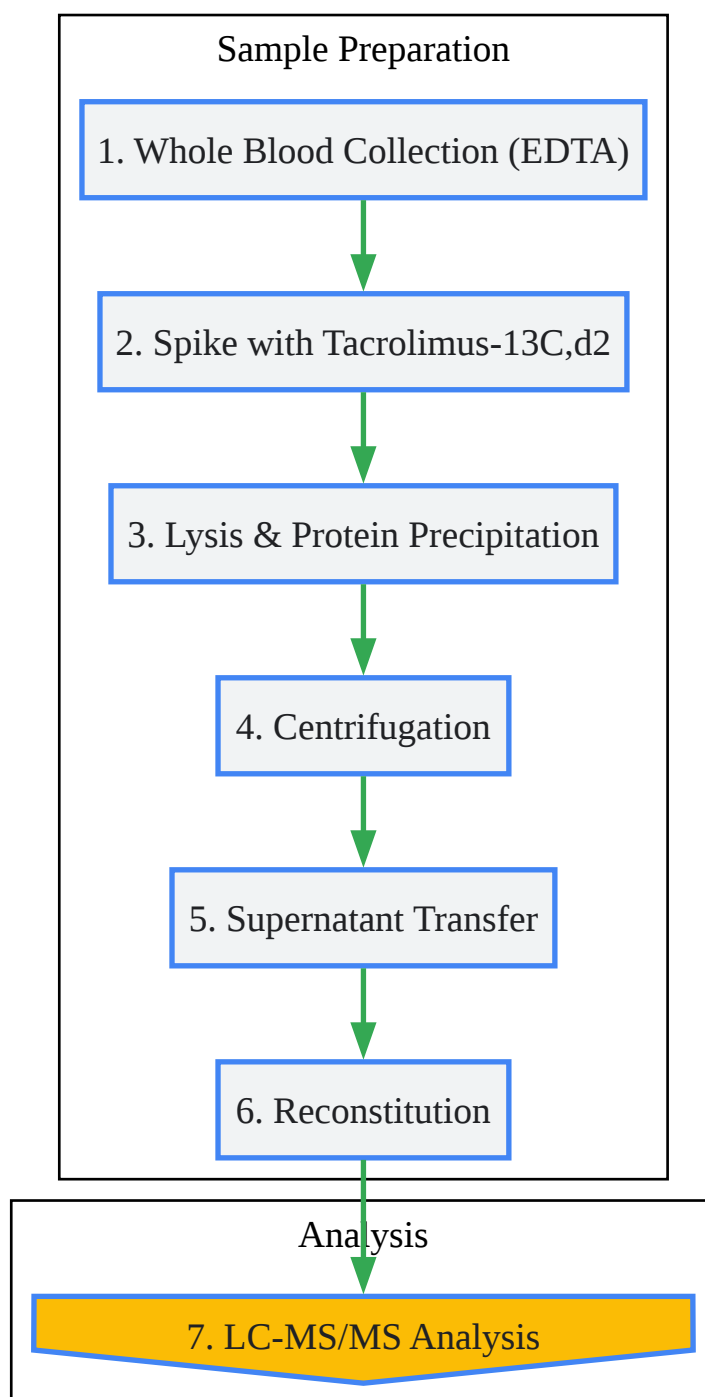 Sample Preparation
1. Whole Blood Collection (EDTA)
2. Spike with Tacrolimus-13C,d2
3. Lysis & Protein Precipitation
4. Centrifugation
5. Supernatant Transfer
6. Reconstitution
Analysis
7. LC-MS/MS Analysis